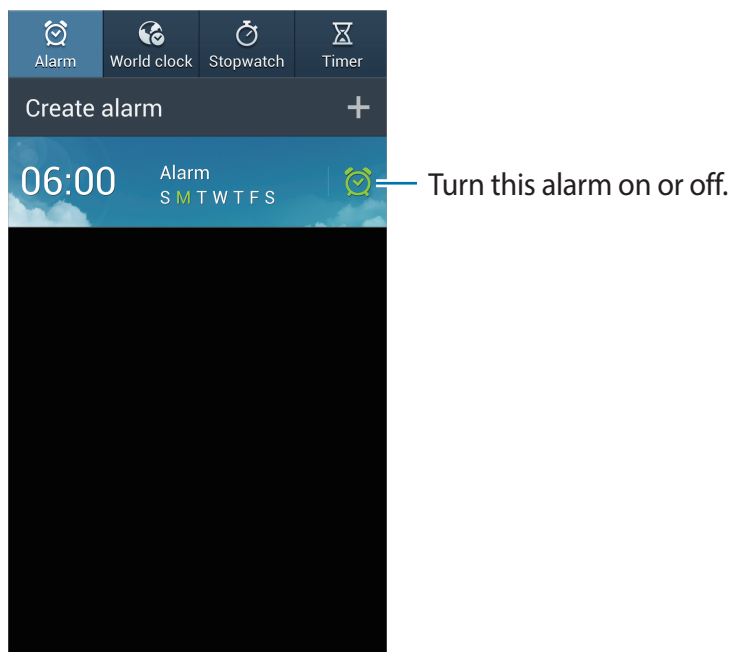 Alarm World clock Stopwatch Timer
Create alarm
06:00 Alarm
S M T W T F S
Turn this alarm on or off.